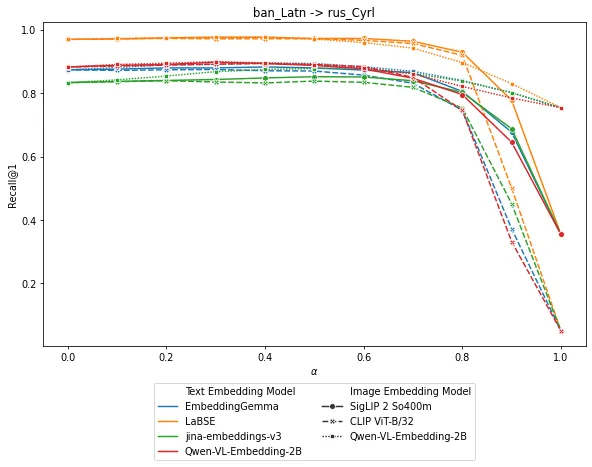 ban_Latn -> rus_Cyrl
1.0
0.8
0.6
0.4
0.2
Recall@1
0.0 0.2 0.4 0.6 0.8 1.0
α
Text Embedding Model Image Embedding Model
EmbeddingGemma SigLIP 2 So400m
LaBSE CLIP ViT-B/32
jina-embeddings-v3 Qwen-VL-Embedding-2B
Qwen-VL-Embedding-2B